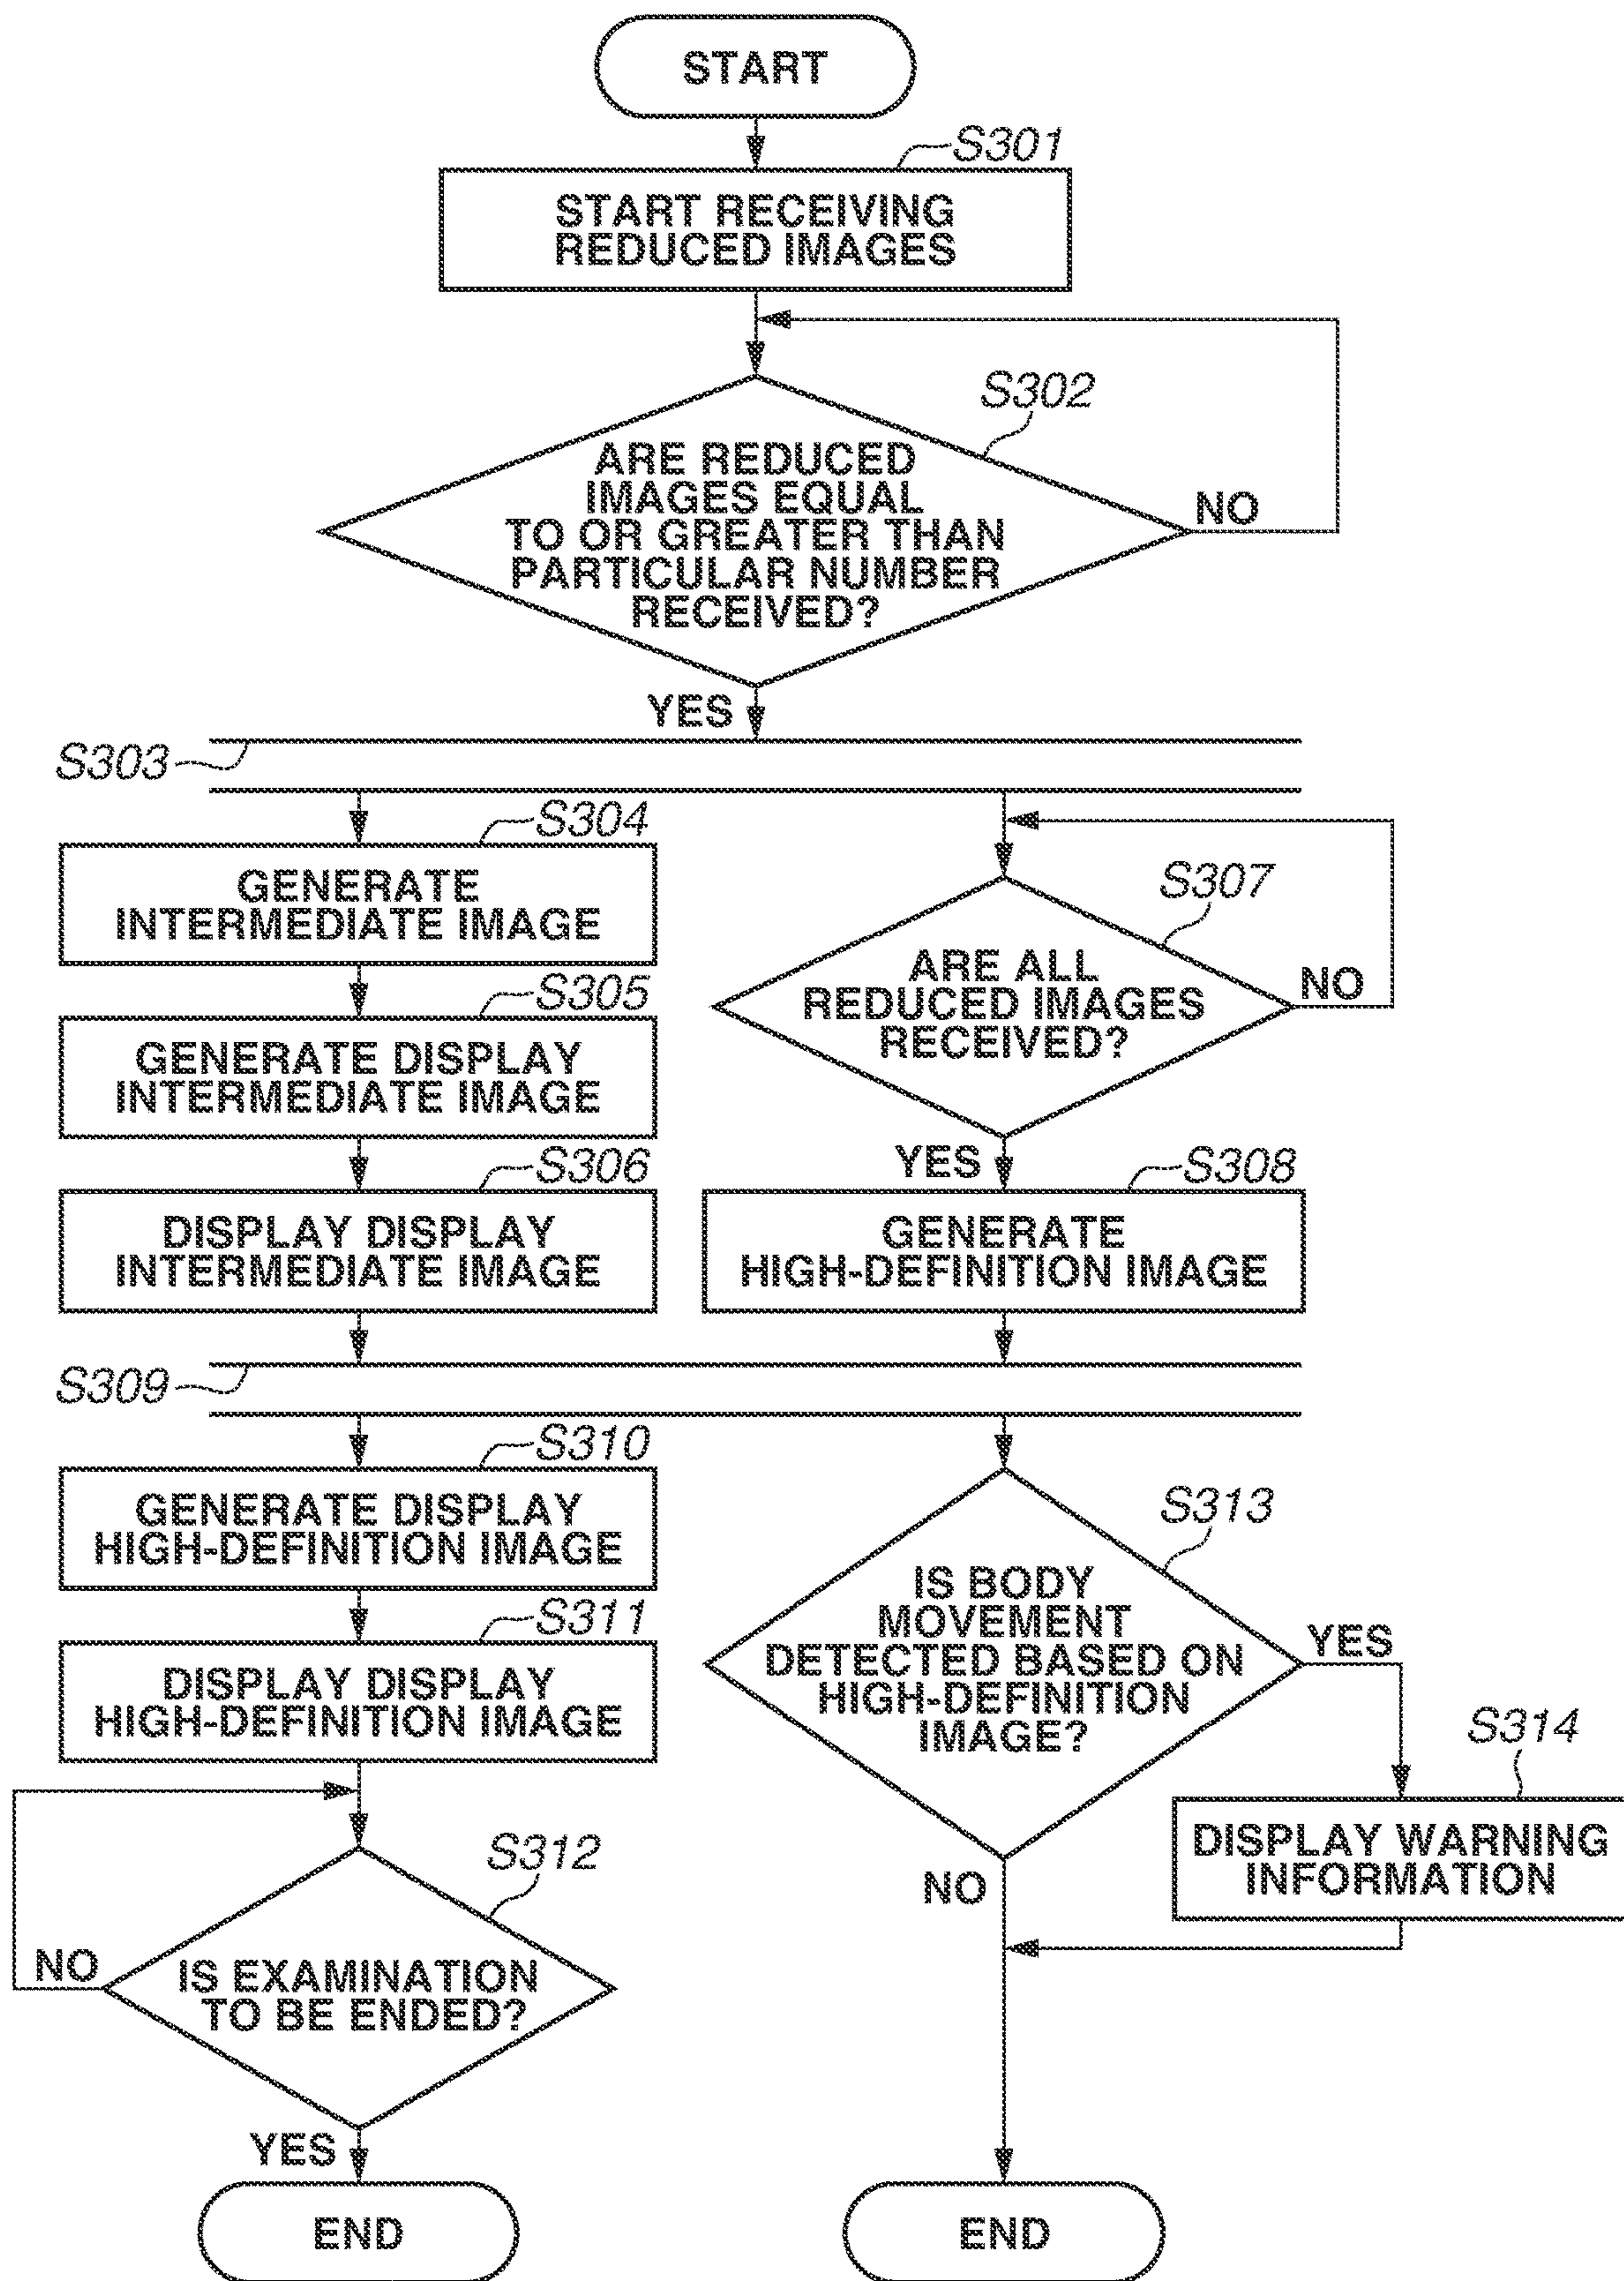 START
S301
START RECEIVING
REDUCED IMAGES
S302
ARE REDUCED
IMAGES EQUAL
TO OR GREATER THAN
PARTICULAR NUMBER
RECEIVED?
NO
YES
S303
S304
GENERATE
INTERMEDIATE IMAGE
S305
GENERATE DISPLAY
INTERMEDIATE IMAGE
S306
DISPLAY DISPLAY
INTERMEDIATE IMAGE
S307
ARE ALL
REDUCED IMAGES
RECEIVED?
NO
YES
S308
GENERATE
HIGH-DEFINITION IMAGE
S309
S310
GENERATE DISPLAY
HIGH-DEFINITION IMAGE
S311
DISPLAY DISPLAY
HIGH-DEFINITION IMAGE
S312
IS EXAMINATION
TO BE ENDED?
NO
YES
END
S313
IS BODY
MOVEMENT
DETECTED BASED ON
HIGH-DEFINITION
IMAGE?
YES
S314
DISPLAY WARNING
INFORMATION
NO
END